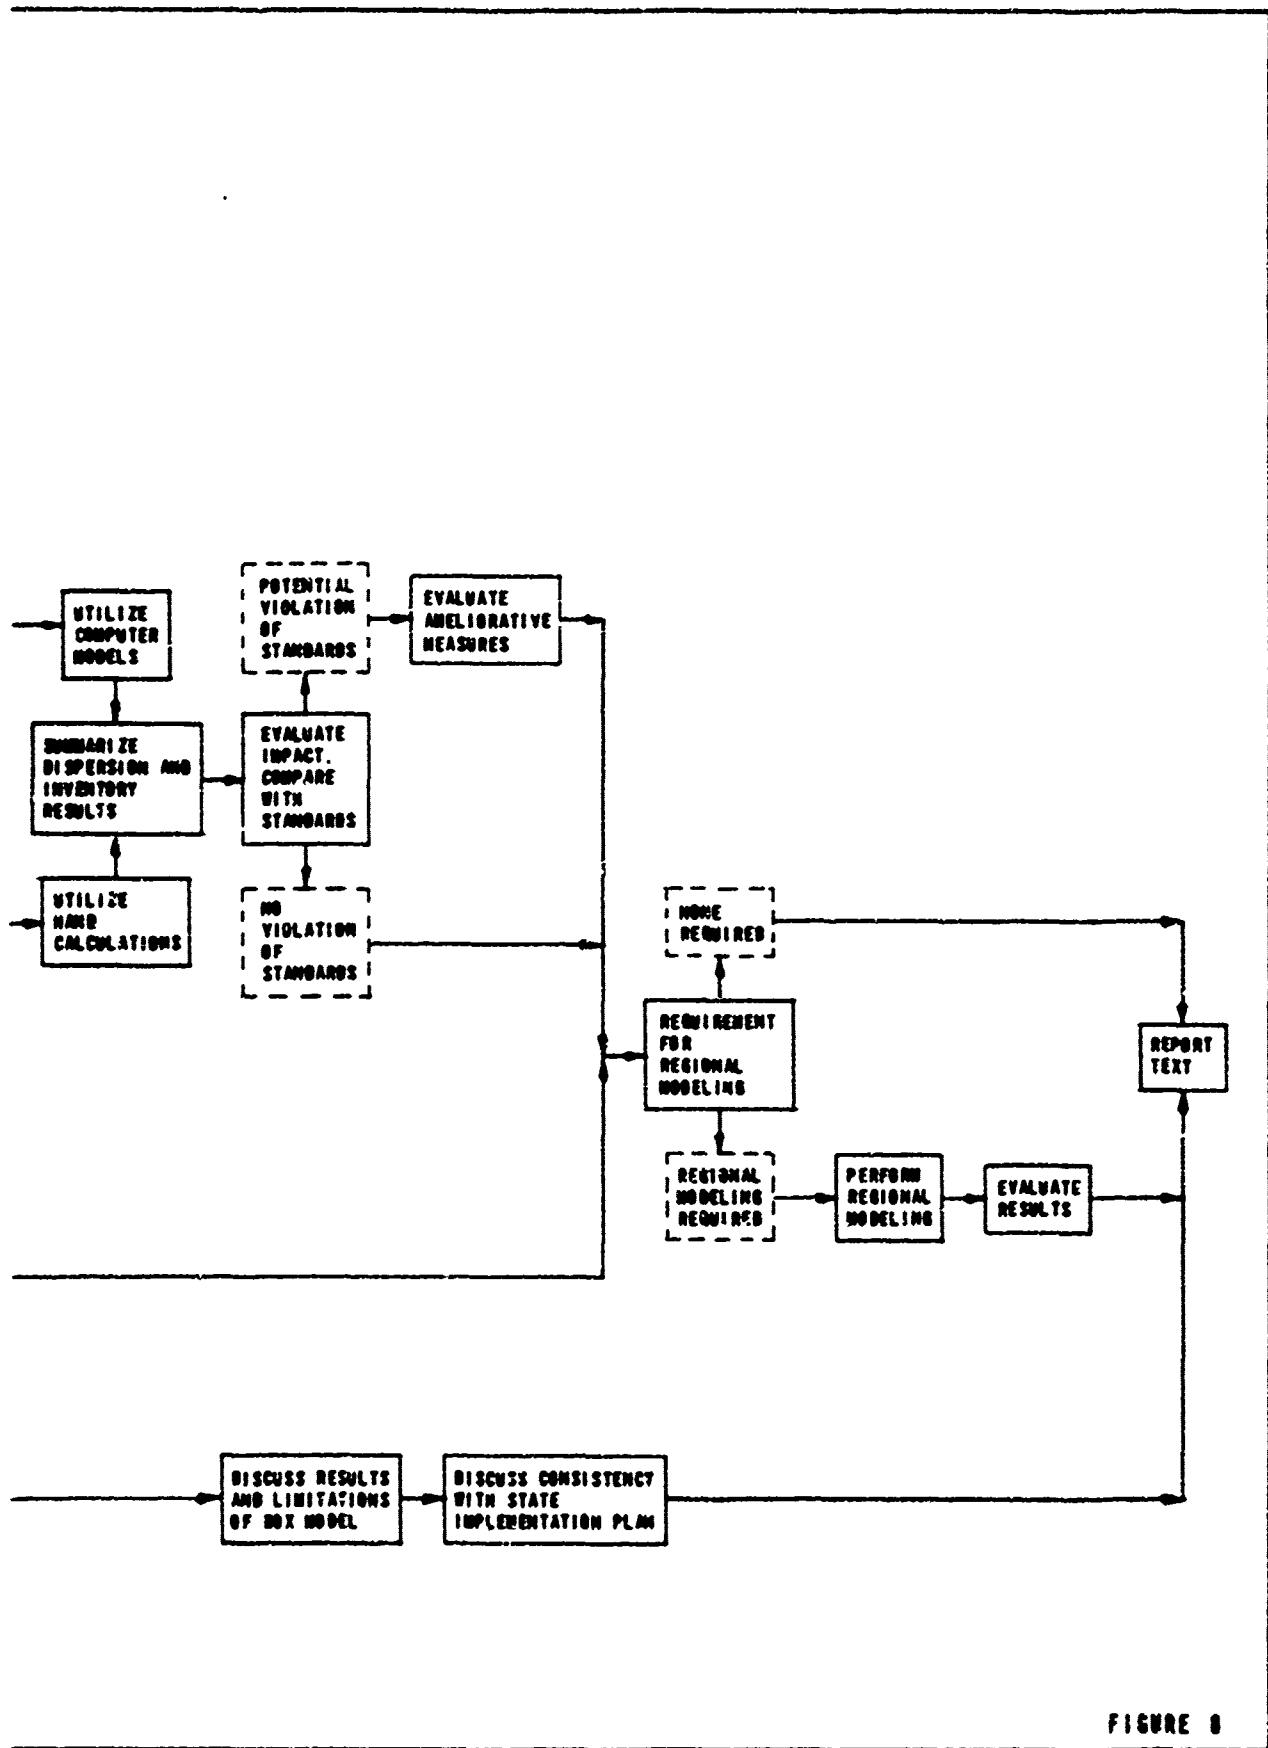 UTILIZE
COMPUTER
MODELS
SUMMARIZE
DISPERSION AND
INVENTORY
RESULTS
UTILIZE
HAND
CALCULATIONS
POTENTIAL
VIOLATION
OF
STANDARDS
EVALUATE
IMPACT.
COMPARE
WITH
STANDARDS
NO
VIOLATION
OF
STANDARDS
EVALUATE
AMELIORATIVE
MEASURES
NONE
REQUIRED
REQUIREMENT
FOR
REGIONAL
MODELING
REGIONAL
MODELING
REQUIRED
PERFORM
REGIONAL
MODELING
EVALUATE
RESULTS
REPORT
TEXT
DISCUSS RESULTS
AND LIMITATIONS
OF BOX MODEL
DISCUSS CONSISTENCY
WITH STATE
IMPLEMENTATION PLAN
FIGURE